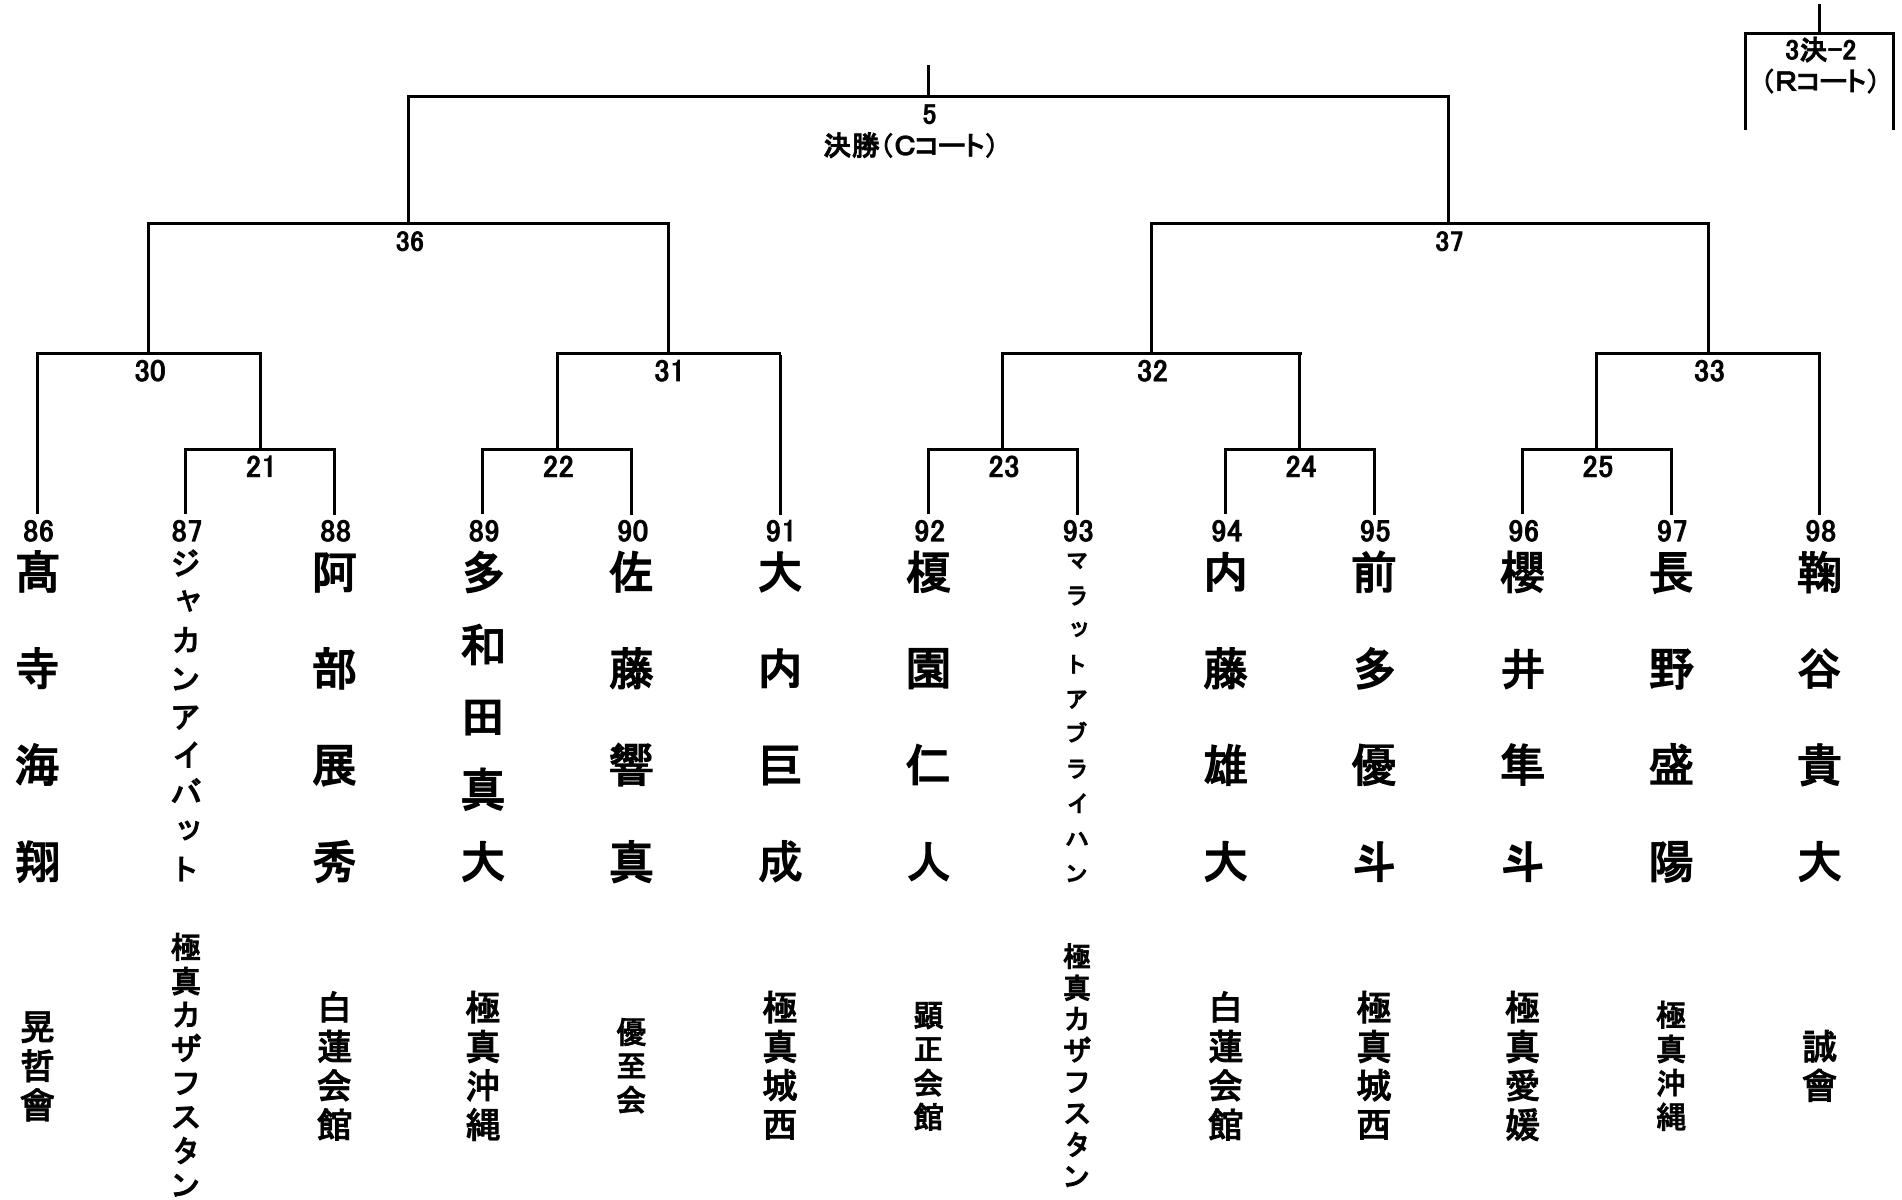 3決-2
（Rコート）
5
決勝（Cコート）
36
37
30
31
32
33
21
22
23
24
25
86
87
88
89
90
91
92
93
94
95
96
97
98
髙寺海翔
ジャカンアイバット
阿部展秀
多和田真大
佐藤響真
大内巨成
榎園仁人
マラットアブライハン
内藤雄大
前多優斗
櫻井隼斗
長野盛陽
鞠谷貴大
晃哲會
極真カザフスタン
白蓮会館
極真沖縄
優至会
極真城西
顕正会館
極真カザフスタン
白蓮会館
極真城西
極真愛媛
極真沖縄
誠會